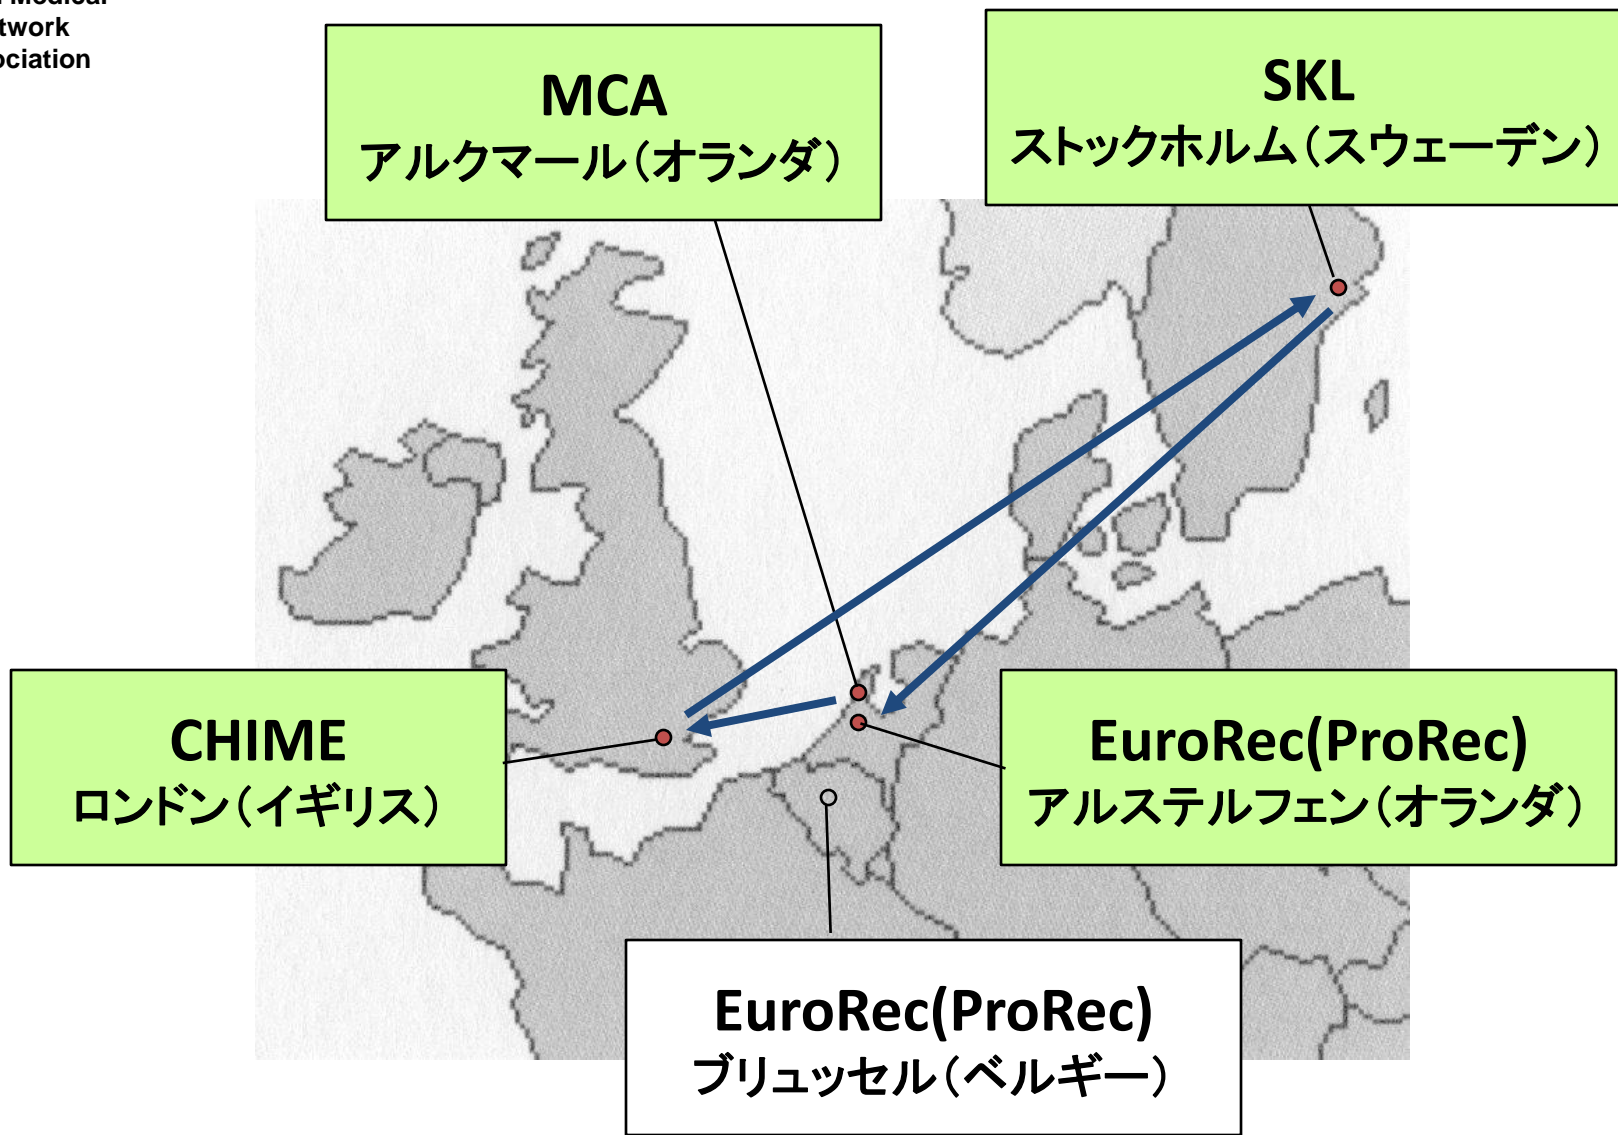 Medical
twork
ociation
MCA
アルクマール（オランダ）
SKL
ストックホルム（スウェーデン）
CHIME
ロンドン（イギリス）
EuroRec(ProRec)
アルステルフェン（オランダ）
EuroRec(ProRec)
ブリュッセル（ベルギー）